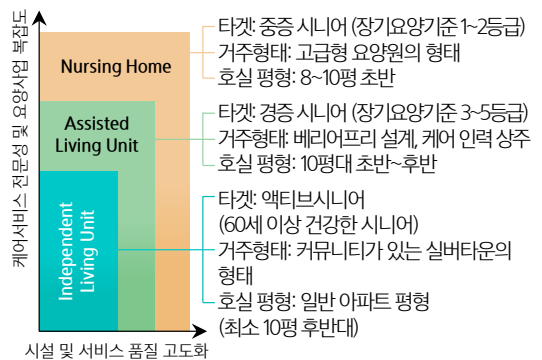 케어서비스 전문성 및 요양사업 복잡도
Nursing Home
타겟: 중증 시니어 (장기요양기준 1~2등급)
거주형태: 고급형 요양원의 형태
호실 평형: 8~10평 초반
Assisted
Living Unit
타겟: 경증 시니어 (장기요양기준 3~5등급)
거주형태: 베리어프리 설계, 케어 인력 상주
호실 평형: 10평대 초반~후반
Independent
Living Unit
타겟: 액티브시니어
(60세 이상 건강한 시니어)
거주형태: 커뮤니티가 있는 실버타운의
형태
호실 평형: 일반 아파트 평형
(최소 10평 후반대)
시설 및 서비스 품질 고도화